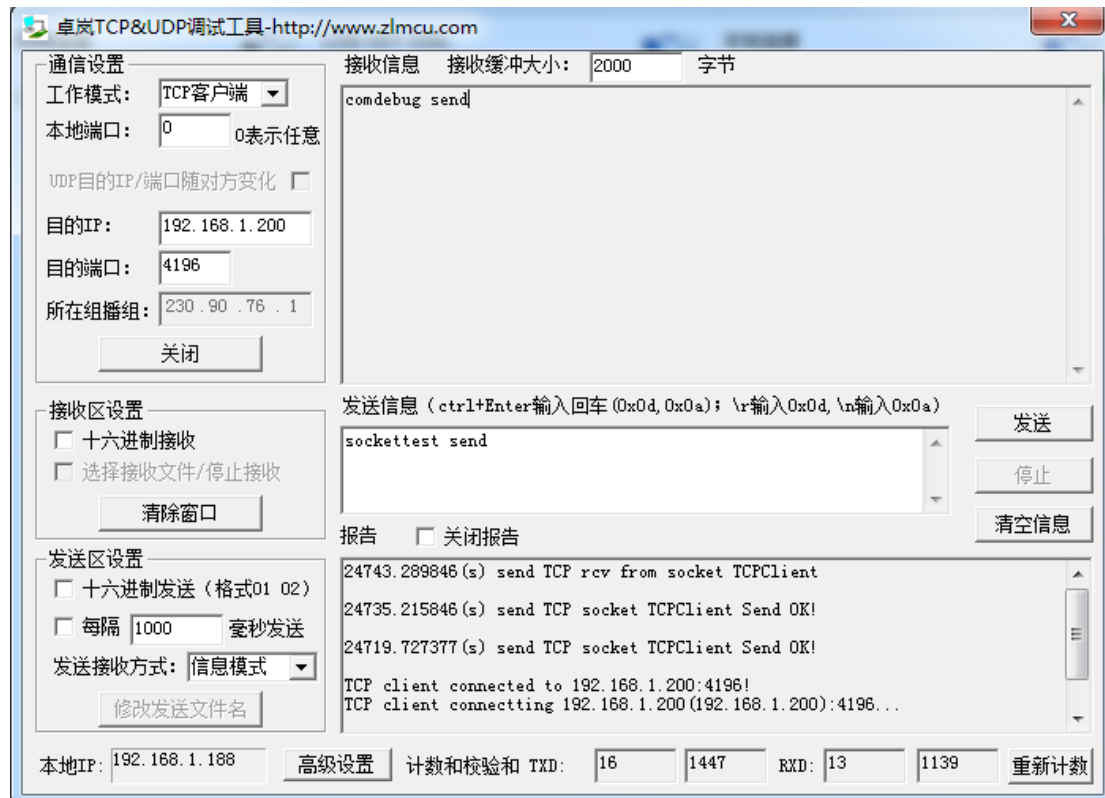 卓岚TCP&UDP调试工具-http://www.zlmcu.com
通信设置
工作模式: TCP客户端
本地端口: 0 0表示任意
UDP目的IP/端口随对方变化
目的IP: 192.168.1.200
目的端口: 4196
所在组播组: 230.90.76.1
关闭
接收区设置
十六进制接收
选择接收文件/停止接收
清除窗口
发送区设置
十六进制发送（格式01 02）
每隔 1000 毫秒发送
发送接收方式: 信息模式
修改发送文件名
接收信息 接收缓冲大小: 2000 字节
comdebug send
发送信息（ctrl+Enter输入回车(0x0d,0x0a); \r输入0x0d,\n输入0x0a）
sockettest send
发送
停止
清空信息
报告 关闭报告
24743.289846(s) send TCP rcv from socket TCPClient
24735.215846(s) send TCP socket TCPClient Send OK!
24719.727377(s) send TCP socket TCPClient Send OK!
TCP client connected to 192.168.1.200:4196!
TCP client connectting 192.168.1.200(192.168.1.200):4196...
本地IP: 192.168.1.188 高级设置 计数和校验和 TXD: 16 1447 RXD: 13 1139 重新计数